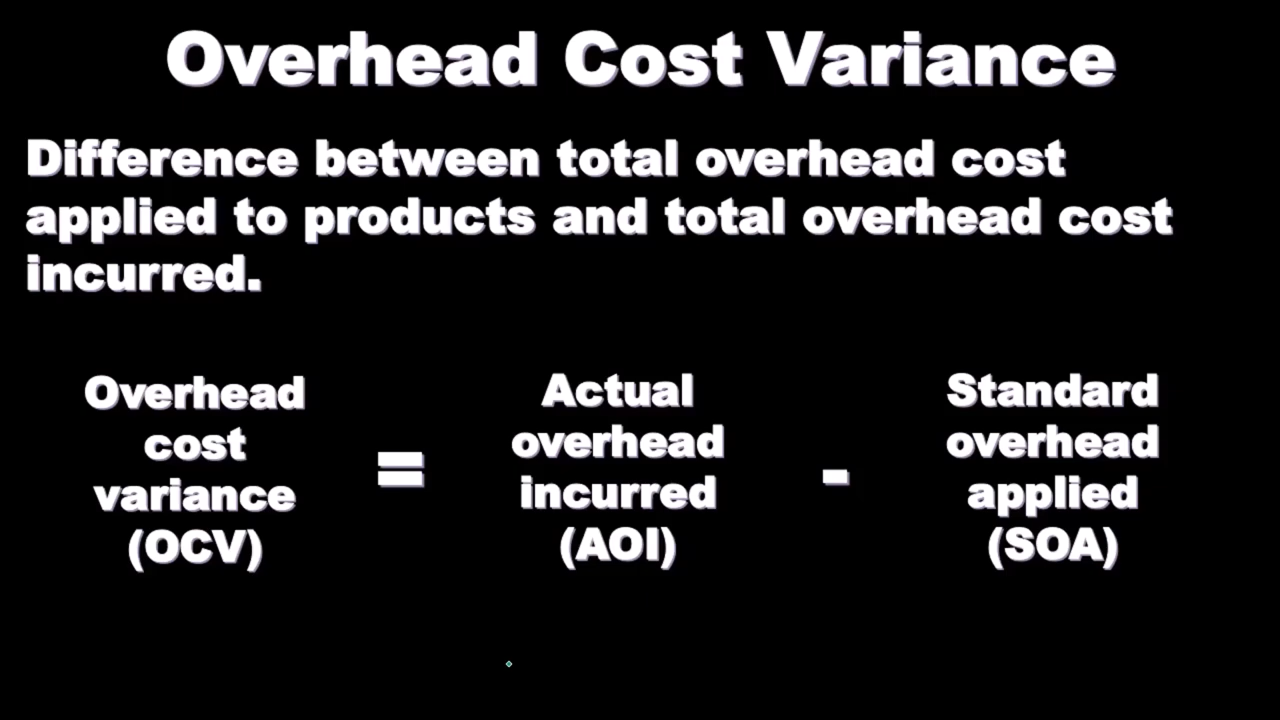 Overhead Cost Variance
Difference between total overhead cost
applied to products and total overhead cost
incurred.
Overhead
cost
variance
(OCV)
=
Actual
overhead
incurred
(AOI)
-
Standard
overhead
applied
(SOA)